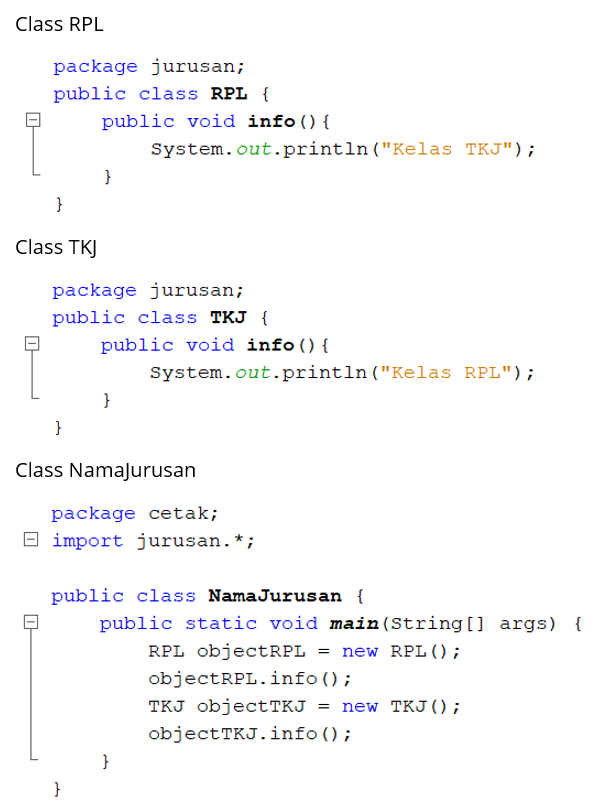 Class RPL
package jurusan;
public class RPL {
public void info(){
System.out.println("Kelas TKJ");
}
}
Class TKJ
package jurusan;
public class TKJ {
public void info(){
System.out.println("Kelas RPL");
}
}
Class NamaJurusan
package cetak;
import jurusan.*;
public class NamaJurusan {
public static void main(String[] args) {
RPL objectRPL = new RPL();
objectRPL.info();
TKJ objectTKJ = new TKJ();
objectTKJ.info();
}
}